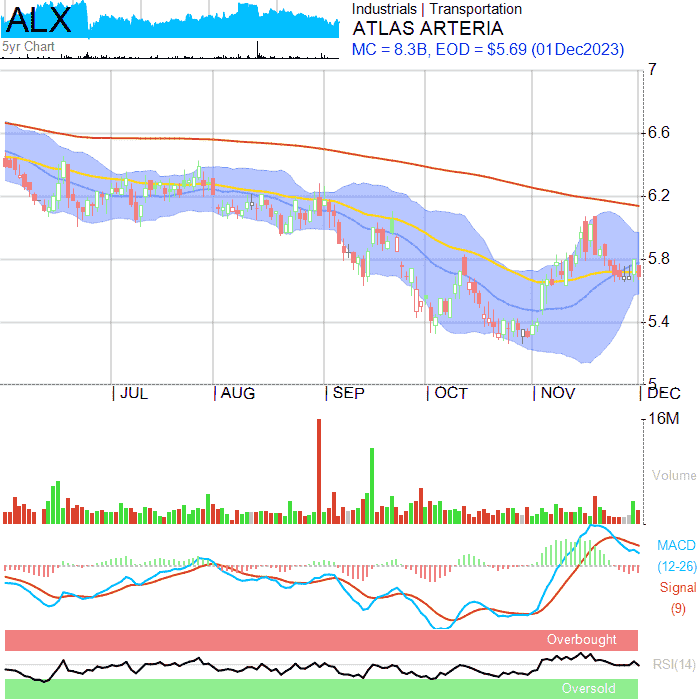 ALX
5yr Chart
Industrials | Transportation
ATLAS ARTERIA
MC = 8.3B, EOD = $5.69 (01Dec2023)
7
6.6
6.2
5.8
5.4
5
JUL AUG SEP OCT NOV DEC
16M
Volume
MACD
(12-26)
Signal
(9)
Overbought
RSI(14)
Oversold